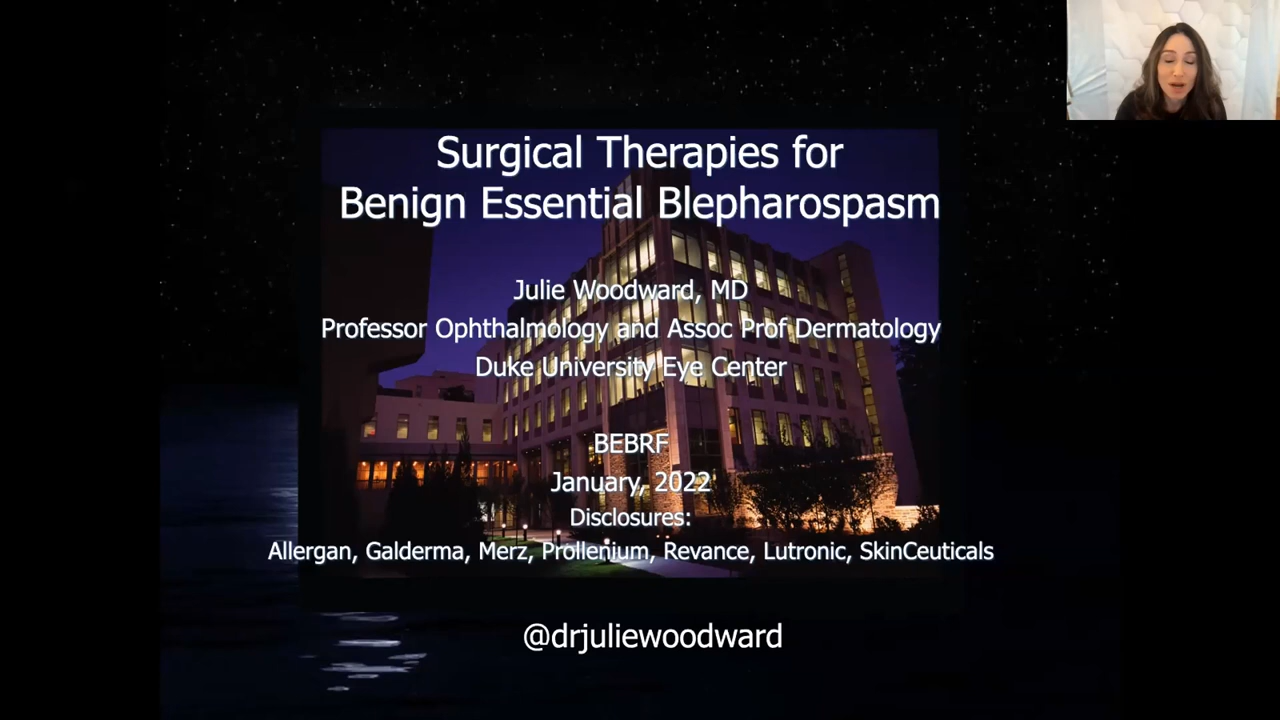 Surgical Therapies for
Benign Essential Blepharospasm
Julie Woodward, MD
Professor Ophthalmology and Assoc Prof Dermatology
Duke University Eye Center
BEBRF
January, 2022
Disclosures:
Allergan, Galderma, Merz, Prollenium, Revance, Lutronic, SkinCeuticals
@drjuliewoodward